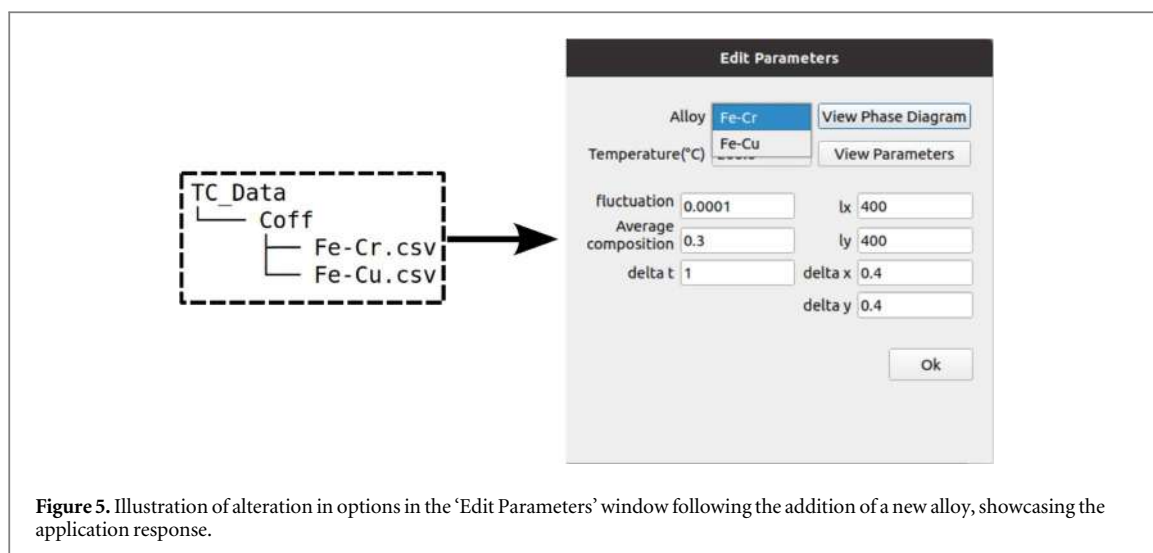 Edit Parameters
Alloy Fe-Cr View Phase Diagram
Fe-Cu
Temperature(°C) View Parameters
TC_Data
Coff
Fe-Cr.csv
Fe-Cu.csv
fluctuation 0.0001 lx 400
Average
composition 0.3 ly 400
delta t 1 delta x 0.4
delta y 0.4
Ok
Figure 5. Illustration of alteration in options in the ‘Edit Parameters’ window following the addition of a new alloy, showcasing the
application response.